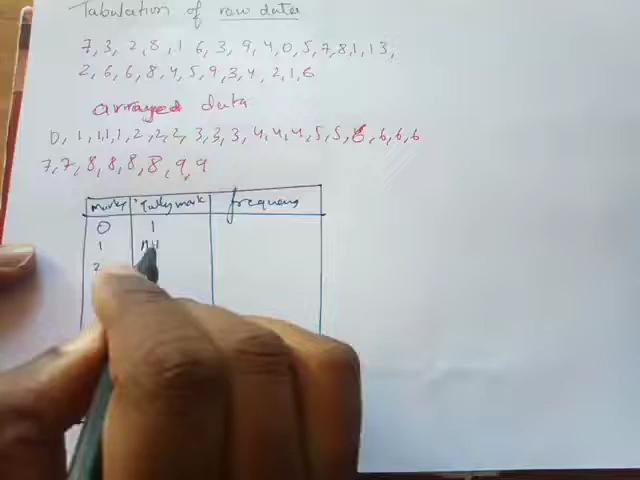 Tabulation of raw data
7, 3, 2, 8, 1 6, 3, 9, 4, 0, 5, 7, 8, 1, 1 3,
2, 6, 6, 8, 4, 5, 9, 3, 4, 2, 1, 6
arrayed data
0, 1, 1, 1, 1, 2, 2, 2, 3, 3, 3, 4, 4, 4, 5, 5, 6, 6, 6, 6
7, 7, 8, 8, 8, 8, 9, 9
marks Tally mark frequency
0 1
1
2